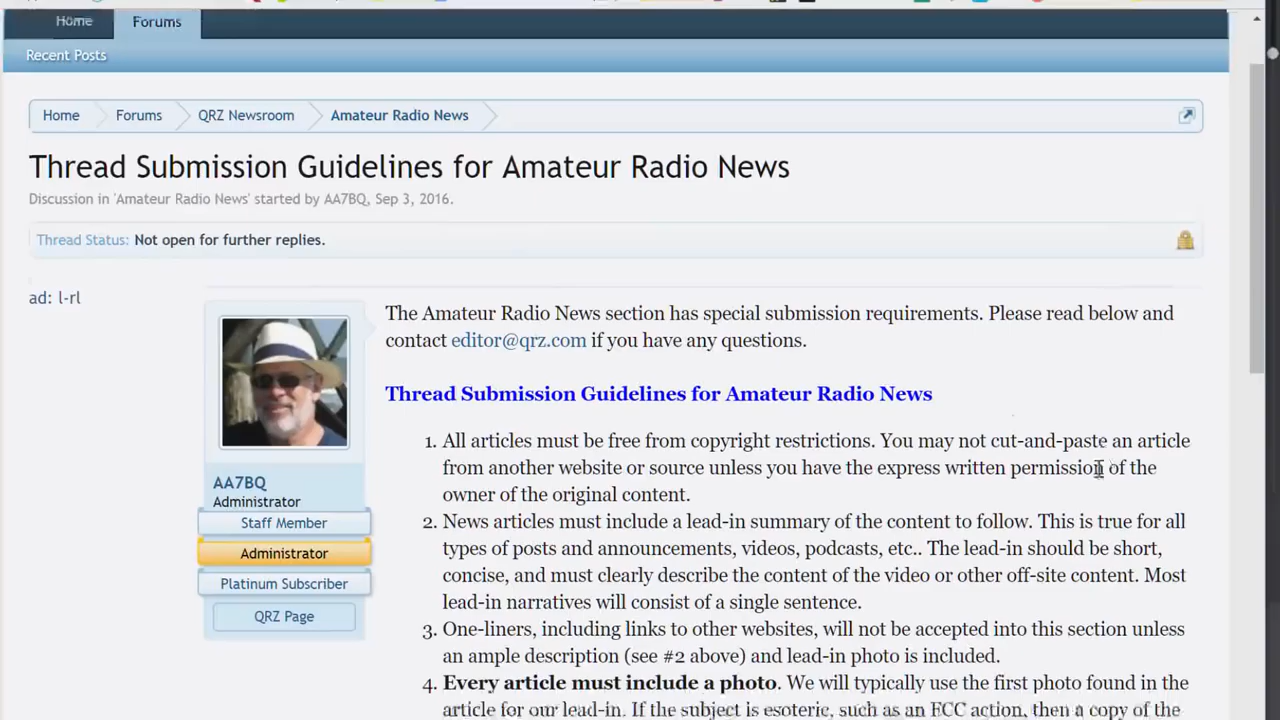 Home Forums
Recent Posts
Home Forums QRZ Newsroom Amateur Radio News
Thread Submission Guidelines for Amateur Radio News
Discussion in 'Amateur Radio News' started by AA7BQ, Sep 3, 2016.
Thread Status: Not open for further replies.
ad: l-rl
AA7BQ
Administrator
Staff Member
Administrator
Platinum Subscriber
QRZ Page
The Amateur Radio News section has special submission requirements. Please read below and
contact editor@qrz.com if you have any questions.
Thread Submission Guidelines for Amateur Radio News
1. All articles must be free from copyright restrictions. You may not cut-and-paste an article
from another website or source unless you have the express written permission of the
owner of the original content.
2. News articles must include a lead-in summary of the content to follow. This is true for all
types of posts and announcements, videos, podcasts, etc.. The lead-in should be short,
concise, and must clearly describe the content of the video or other off-site content. Most
lead-in narratives will consist of a single sentence.
3. One-liners, including links to other websites, will not be accepted into this section unless
an ample description (see #2 above) and lead-in photo is included.
4. Every article must include a photo. We will typically use the first photo found in the
article for our lead-in. If the subject is esoteric, such as an FCC action, then a copy of the